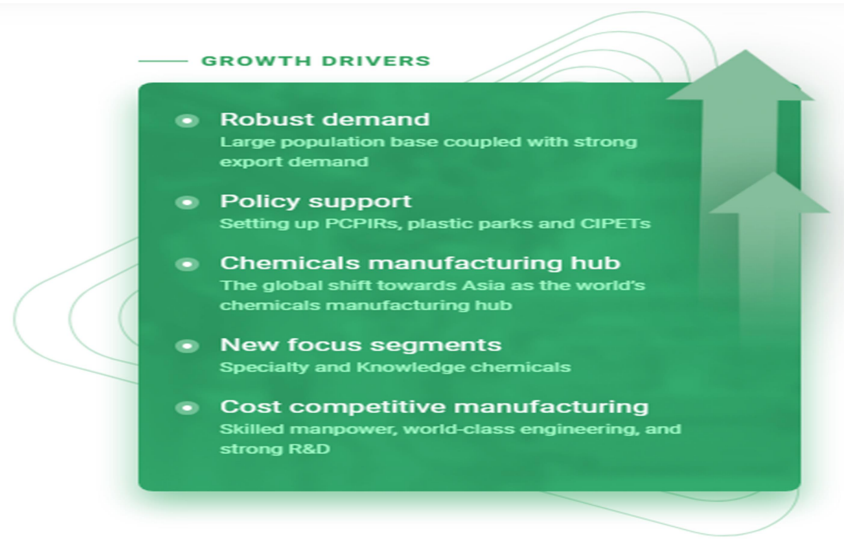 GROWTH DRIVERS
Robust demand
Large population base coupled with strong
export demand
Policy support
Setting up PCPIRs, plastic parks and CIPETs
Chemicals manufacturing hub
The global shift towards Asia as the world's
chemicals manufacturing hub
New focus segments
Specialty and Knowledge chemicals
Cost competitive manufacturing
Skilled manpower, world-class engineering, and
strong R&D